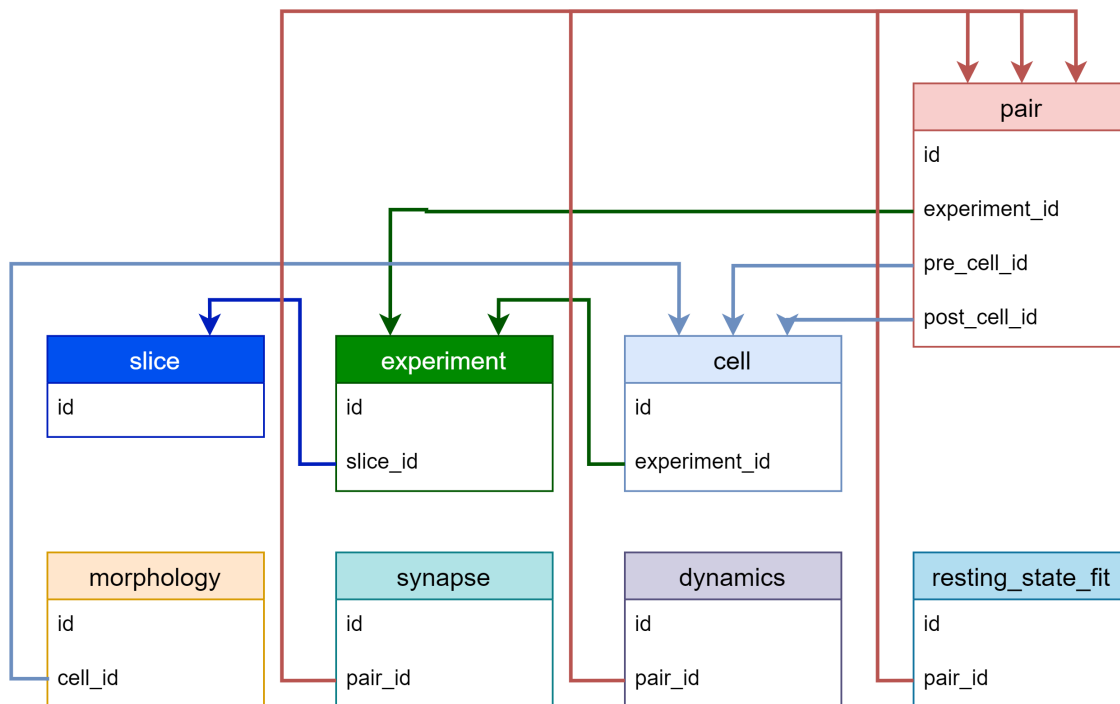 pair
id
experiment_id
pre_cell_id
post_cell_id
slice
id
experiment
id
slice_id
cell
id
experiment_id
morphology
id
cell_id
synapse
id
pair_id
dynamics
id
pair_id
resting_state_fit
id
pair_id